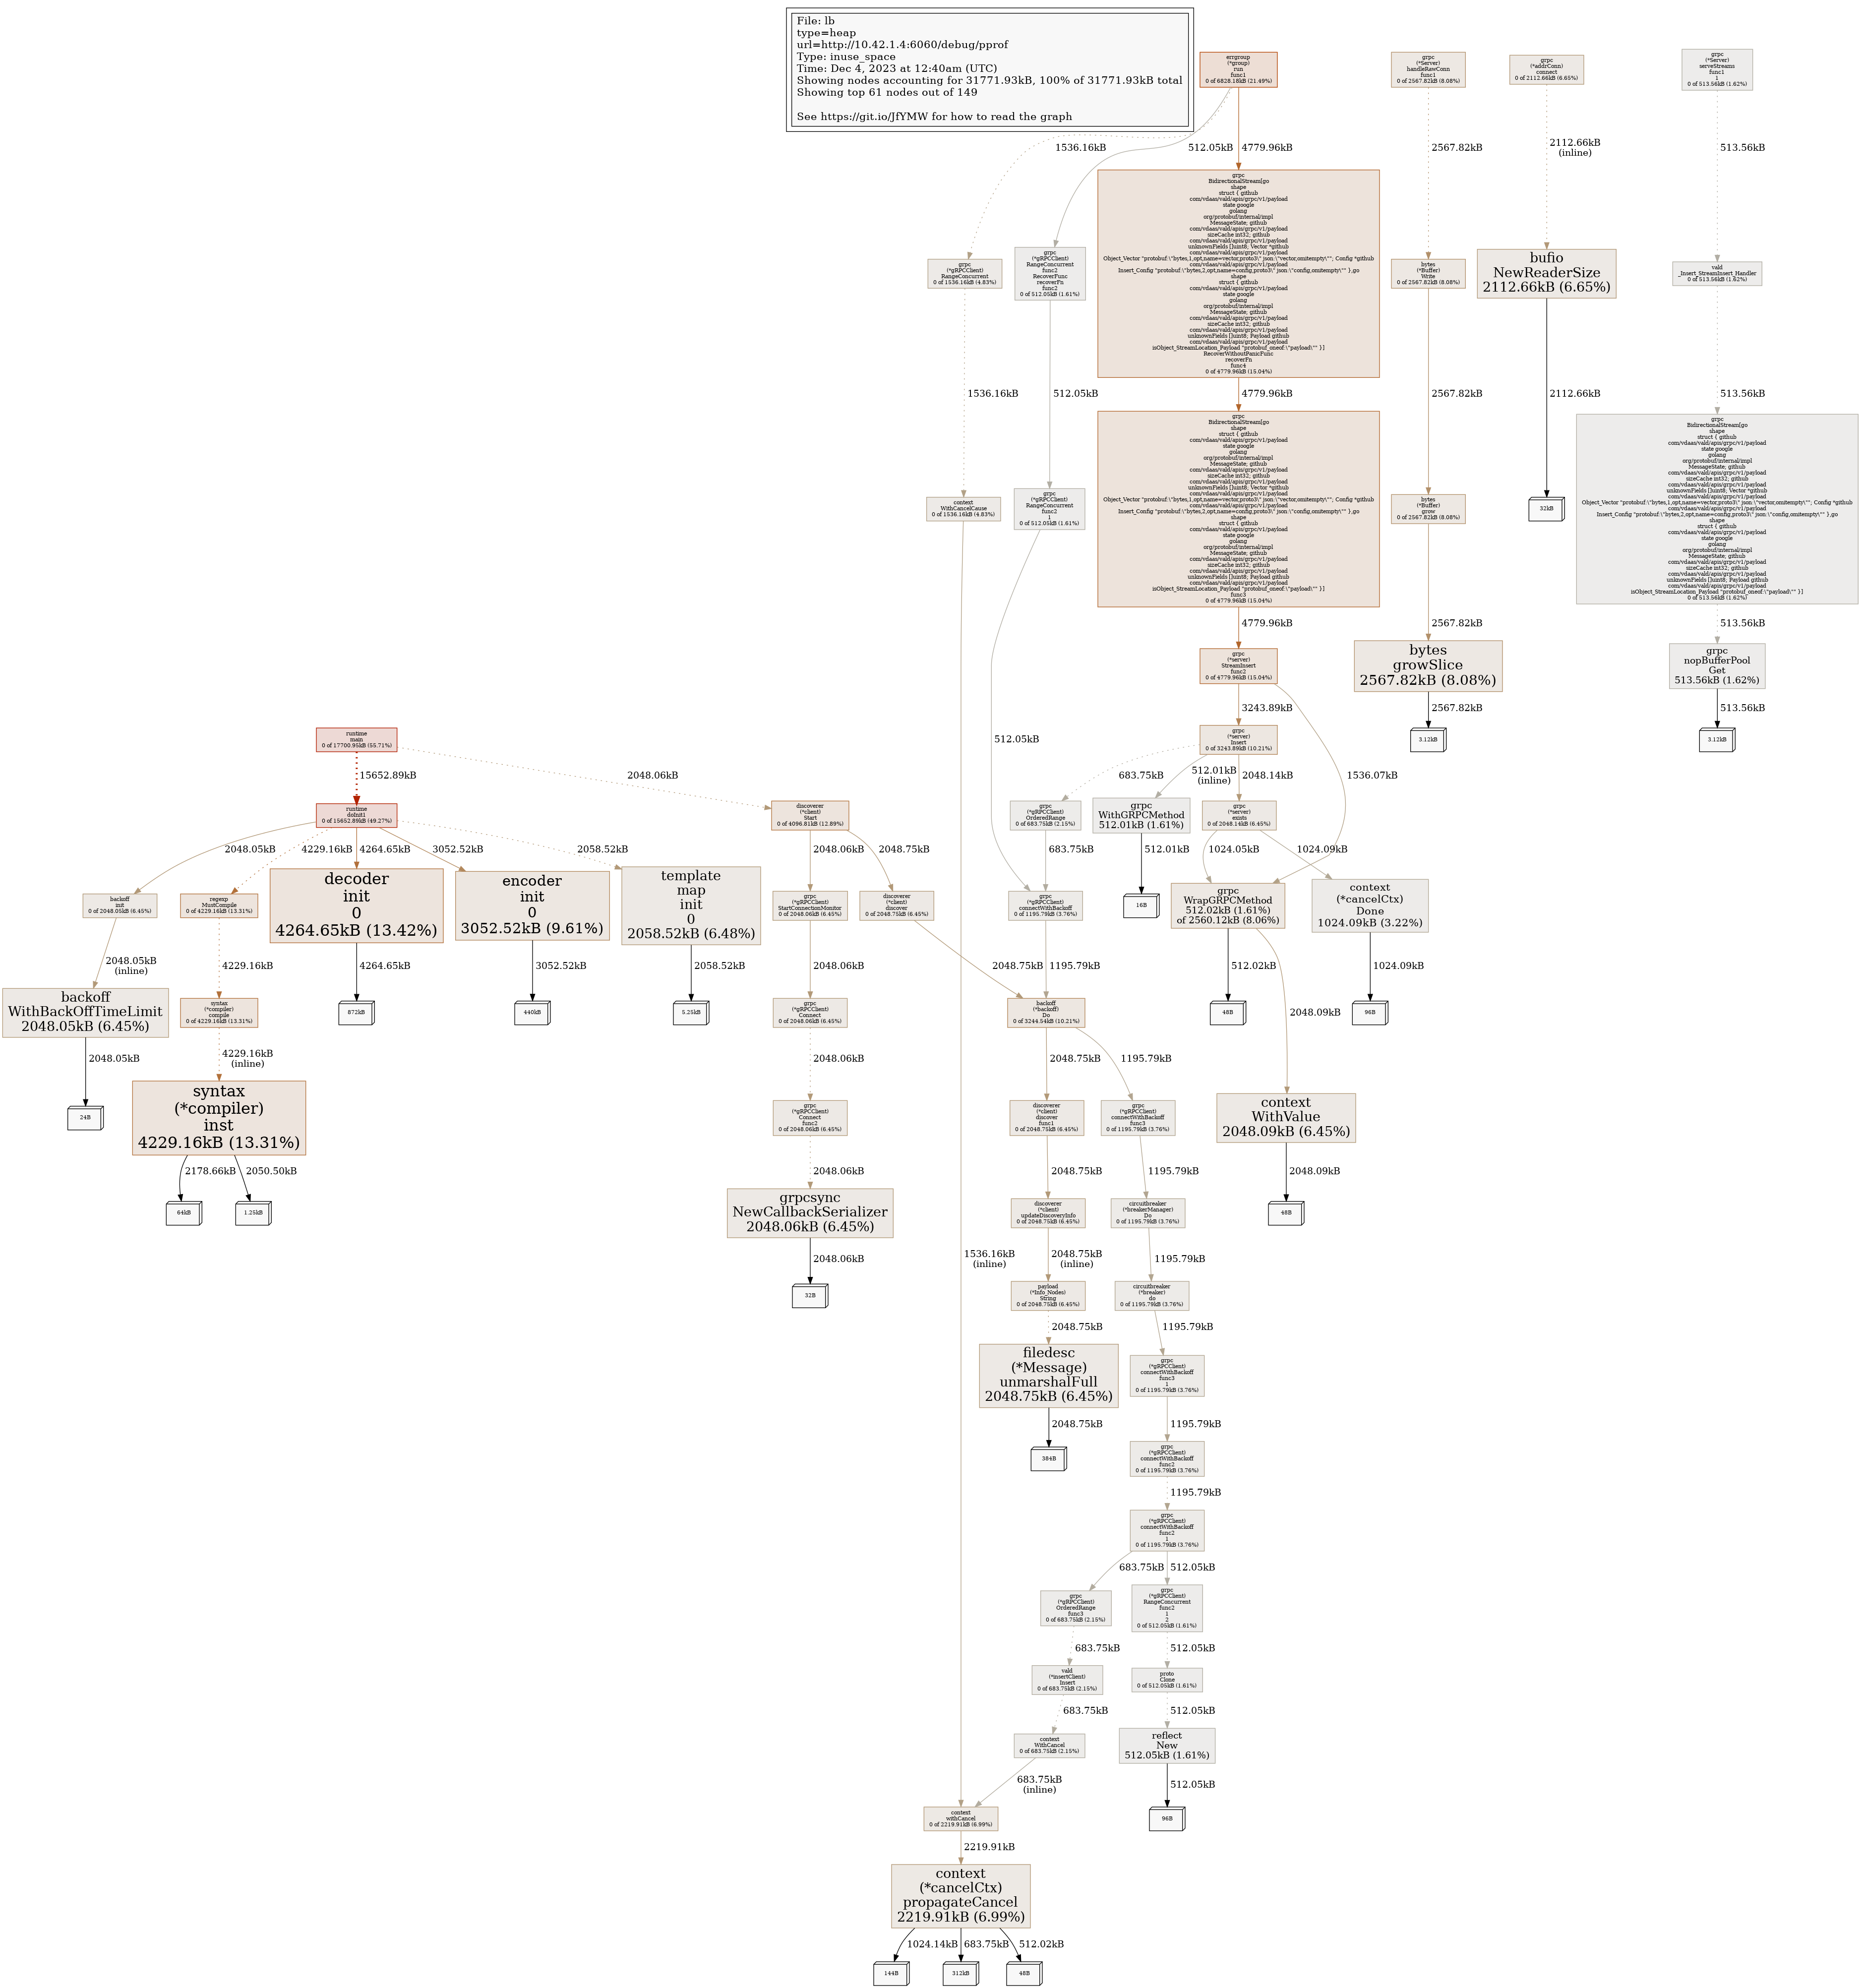 File: lb
type=heap
url=http://10.42.1.4:6060/debug/pprof
Type: inuse_space
Time: Dec 4, 2023 at 12:40am (UTC)
Showing nodes accounting for 31771.93kB, 100% of 31771.93kB total
Showing top 61 nodes out of 149
See https://git.io/JfYMW for how to read the graph
errgroup
(*group)
run
func1
0 of 6828.18kB (21.49%)
grpc
(*Server)
handleRawConn
func1
0 of 2567.82kB (8.08%)
grpc
(*addrConn)
connect
0 of 2112.66kB (6.65%)
grpc
(*Server)
serveStreams
func1
1
0 of 513.56kB (1.62%)
1536.16kB
512.05kB
4779.96kB
2567.82kB
2112.66kB
(inline)
513.56kB
grpc
(*gRPCClient)
RangeConcurrent
0 of 1536.16kB (4.83%)
grpc
(*gRPCClient)
RangeConcurrent
func2
RecoverFunc
recoverFn
func2
0 of 512.05kB (1.61%)
grpc
BidirectionalStream[go
shape
struct { github
com/vdaas/vald/apis/grpc/v1/payload
state google
golang
org/protobuf/internal/impl
MessageState; github
com/vdaas/vald/apis/grpc/v1/payload
sizeCache int32; github
com/vdaas/vald/apis/grpc/v1/payload
unknownFields []uint8; Vector *github
com/vdaas/vald/apis/grpc/v1/payload
Object_Vector "protobuf:\"bytes,1,opt,name=vector,proto3\" json:\"vector,omitempty\""; Config *github
com/vdaas/vald/apis/grpc/v1/payload
Insert_Config "protobuf:\"bytes,2,opt,name=config,proto3\" json:\"config,omitempty\"" },go
shape
struct { github
com/vdaas/vald/apis/grpc/v1/payload
state google
golang
org/protobuf/internal/impl
MessageState; github
com/vdaas/vald/apis/grpc/v1/payload
sizeCache int32; github
com/vdaas/vald/apis/grpc/v1/payload
unknownFields []uint8; Payload github
com/vdaas/vald/apis/grpc/v1/payload
isObject_StreamLocation_Payload "protobuf_oneof:\"payload\"" }]
RecoverWithoutPanicFunc
recoverFn
func4
0 of 4779.96kB (15.04%)
bytes
(*Buffer)
Write
0 of 2567.82kB (8.08%)
bufio
NewReaderSize
2112.66kB (6.65%)
vald
_Insert_StreamInsert_Handler
0 of 513.56kB (1.62%)
1536.16kB
512.05kB
4779.96kB
2567.82kB
2112.66kB
513.56kB
context
WithCancelCause
0 of 1536.16kB (4.83%)
grpc
(*gRPCClient)
RangeConcurrent
func2
1
0 of 512.05kB (1.61%)
grpc
BidirectionalStream[go
shape
struct { github
com/vdaas/vald/apis/grpc/v1/payload
state google
golang
org/protobuf/internal/impl
MessageState; github
com/vdaas/vald/apis/grpc/v1/payload
sizeCache int32; github
com/vdaas/vald/apis/grpc/v1/payload
unknownFields []uint8; Vector *github
com/vdaas/vald/apis/grpc/v1/payload
Object_Vector "protobuf:\"bytes,1,opt,name=vector,proto3\" json:\"vector,omitempty\""; Config *github
com/vdaas/vald/apis/grpc/v1/payload
Insert_Config "protobuf:\"bytes,2,opt,name=config,proto3\" json:\"config,omitempty\"" },go
shape
struct { github
com/vdaas/vald/apis/grpc/v1/payload
state google
golang
org/protobuf/internal/impl
MessageState; github
com/vdaas/vald/apis/grpc/v1/payload
sizeCache int32; github
com/vdaas/vald/apis/grpc/v1/payload
unknownFields []uint8; Payload github
com/vdaas/vald/apis/grpc/v1/payload
isObject_StreamLocation_Payload "protobuf_oneof:\"payload\"" }]
func3
0 of 4779.96kB (15.04%)
bytes
(*Buffer)
grow
0 of 2567.82kB (8.08%)
32kB
grpc
BidirectionalStream[go
shape
struct { github
com/vdaas/vald/apis/grpc/v1/payload
state google
golang
org/protobuf/internal/impl
MessageState; github
com/vdaas/vald/apis/grpc/v1/payload
sizeCache int32; github
com/vdaas/vald/apis/grpc/v1/payload
unknownFields []uint8; Vector *github
com/vdaas/vald/apis/grpc/v1/payload
Object_Vector "protobuf:\"bytes,1,opt,name=vector,proto3\" json:\"vector,omitempty\""; Config *github
com/vdaas/vald/apis/grpc/v1/payload
Insert_Config "protobuf:\"bytes,2,opt,name=config,proto3\" json:\"config,omitempty\"" },go
shape
struct { github
com/vdaas/vald/apis/grpc/v1/payload
state google
golang
org/protobuf/internal/impl
MessageState; github
com/vdaas/vald/apis/grpc/v1/payload
sizeCache int32; github
com/vdaas/vald/apis/grpc/v1/payload
unknownFields []uint8; Payload github
com/vdaas/vald/apis/grpc/v1/payload
isObject_StreamLocation_Payload "protobuf_oneof:\"payload\"" }]
0 of 513.56kB (1.62%)
4779.96kB
2567.82kB
513.56kB
grpc
(*server)
StreamInsert
func2
0 of 4779.96kB (15.04%)
bytes
growSlice
2567.82kB (8.08%)
grpc
nopBufferPool
Get
513.56kB (1.62%)
512.05kB
3243.89kB
2567.82kB
513.56kB
runtime
main
0 of 17700.95kB (55.71%)
grpc
(*server)
Insert
0 of 3243.89kB (10.21%)
3.12kB
3.12kB
15652.89kB
2048.06kB
683.75kB
512.01kB
(inline)
2048.14kB
1536.07kB
runtime
doInit1
0 of 15652.89kB (49.27%)
discoverer
(*client)
Start
0 of 4096.81kB (12.89%)
grpc
(*gRPCClient)
OrderedRange
0 of 683.75kB (2.15%)
grpc
WithGRPCMethod
512.01kB (1.61%)
grpc
(*server)
exists
0 of 2048.14kB (6.45%)
2048.05kB
4229.16kB
4264.65kB
3052.52kB
2058.52kB
2048.06kB
2048.75kB
683.75kB
512.01kB
1024.05kB
1024.09kB
backoff
init
0 of 2048.05kB (6.45%)
regexp
MustCompile
0 of 4229.16kB (13.31%)
decoder
init
0
4264.65kB (13.42%)
encoder
init
0
3052.52kB (9.61%)
template
map
init
0
2058.52kB (6.48%)
grpc
(*gRPCClient)
StartConnectionMonitor
0 of 2048.06kB (6.45%)
discoverer
(*client)
discover
0 of 2048.75kB (6.45%)
grpc
(*gRPCClient)
connectWithBackoff
0 of 1195.79kB (3.76%)
16B
grpc
WrapGRPCMethod
512.02kB (1.61%)
of 2560.12kB (8.06%)
context
(*cancelCtx)
Done
1024.09kB (3.22%)
2048.05kB
(inline)
4229.16kB
4264.65kB
3052.52kB
2058.52kB
2048.06kB
2048.75kB
1195.79kB
512.02kB
2048.09kB
1024.09kB
backoff
WithBackOffTimeLimit
2048.05kB (6.45%)
syntax
(*compiler)
compile
0 of 4229.16kB (13.31%)
872kB
440kB
5.25kB
grpc
(*gRPCClient)
Connect
0 of 2048.06kB (6.45%)
backoff
(*backoff)
Do
0 of 3244.54kB (10.21%)
48B
96B
2048.05kB
4229.16kB
(inline)
2048.06kB
2048.75kB
1195.79kB
24B
syntax
(*compiler)
inst
4229.16kB (13.31%)
grpc
(*gRPCClient)
Connect
func2
0 of 2048.06kB (6.45%)
discoverer
(*client)
discover
func1
0 of 2048.75kB (6.45%)
grpc
(*gRPCClient)
connectWithBackoff
func3
0 of 1195.79kB (3.76%)
context
WithValue
2048.09kB (6.45%)
2178.66kB
2050.50kB
2048.06kB
2048.75kB
1195.79kB
2048.09kB
64kB
1.25kB
grpcsync
NewCallbackSerializer
2048.06kB (6.45%)
discoverer
(*client)
updateDiscoveryInfo
0 of 2048.75kB (6.45%)
circuitbreaker
(*breakerManager)
Do
0 of 1195.79kB (3.76%)
48B
2048.06kB
1536.16kB
(inline)
2048.75kB
(inline)
1195.79kB
32B
payload
(*Info_Nodes)
String
0 of 2048.75kB (6.45%)
circuitbreaker
(*breaker)
do
0 of 1195.79kB (3.76%)
2048.75kB
1195.79kB
filedesc
(*Message)
unmarshalFull
2048.75kB (6.45%)
grpc
(*gRPCClient)
connectWithBackoff
func3
1
0 of 1195.79kB (3.76%)
2048.75kB
1195.79kB
384B
grpc
(*gRPCClient)
connectWithBackoff
func2
0 of 1195.79kB (3.76%)
1195.79kB
grpc
(*gRPCClient)
connectWithBackoff
func2
1
0 of 1195.79kB (3.76%)
683.75kB
512.05kB
grpc
(*gRPCClient)
OrderedRange
func3
0 of 683.75kB (2.15%)
grpc
(*gRPCClient)
RangeConcurrent
func2
1
2
0 of 512.05kB (1.61%)
683.75kB
512.05kB
vald
(*insertClient)
Insert
0 of 683.75kB (2.15%)
proto
Clone
0 of 512.05kB (1.61%)
683.75kB
512.05kB
context
WithCancel
0 of 683.75kB (2.15%)
reflect
New
512.05kB (1.61%)
683.75kB
(inline)
512.05kB
context
withCancel
0 of 2219.91kB (6.99%)
96B
2219.91kB
context
(*cancelCtx)
propagateCancel
2219.91kB (6.99%)
1024.14kB
683.75kB
512.02kB
144B
312kB
48B